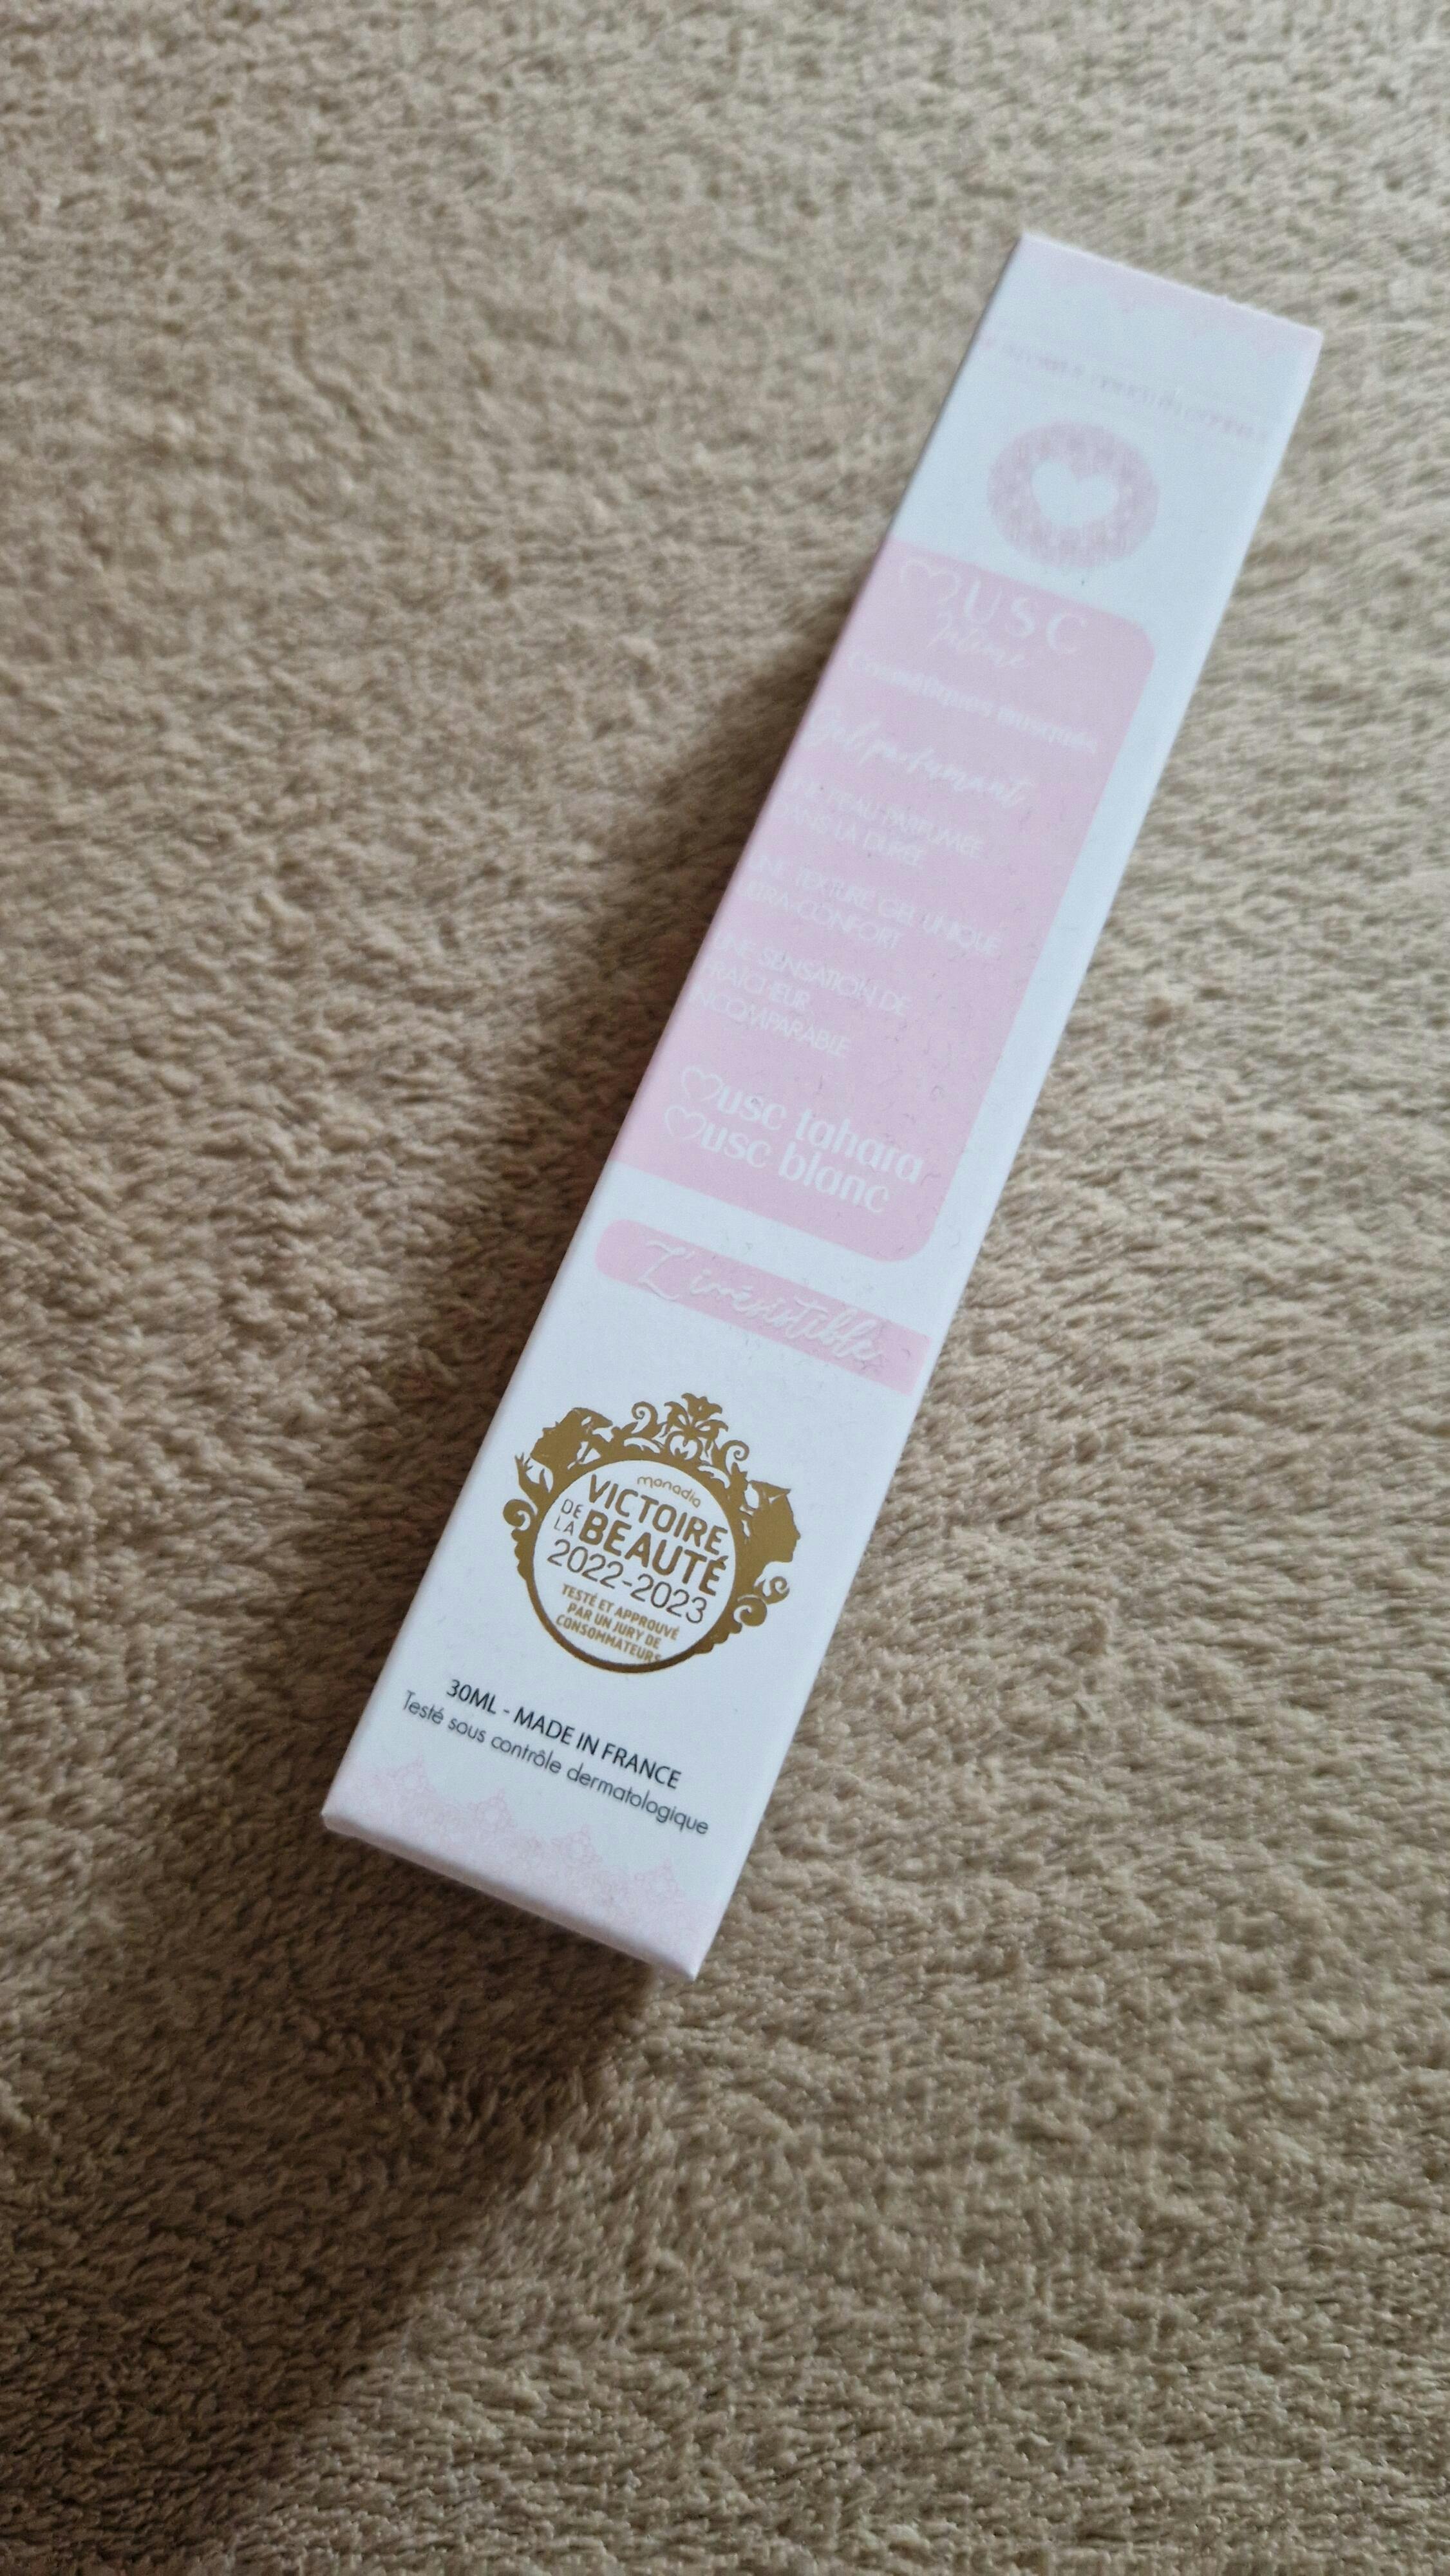 MUSC
Intime
Cosmétiques musqués
Gel parfumant
UNE PEAU PARFUMÉE
DANS LA DURÉE
UNE TEXTURE GEL UNIQUE
ULTRA-CONFORT
UNE SENSATION DE
FRAÎCHEUR
INCOMPARABLE
Musc tahara
Musc blanc
L'irrésistible
monadia
VICTOIRE
DE LA BEAUTÉ
2022-2023
TESTÉ ET APPROUVÉ
PAR UN JURY DE
CONSOMMATEURS
30ML - MADE IN FRANCE
Testé sous contrôle dermatologique